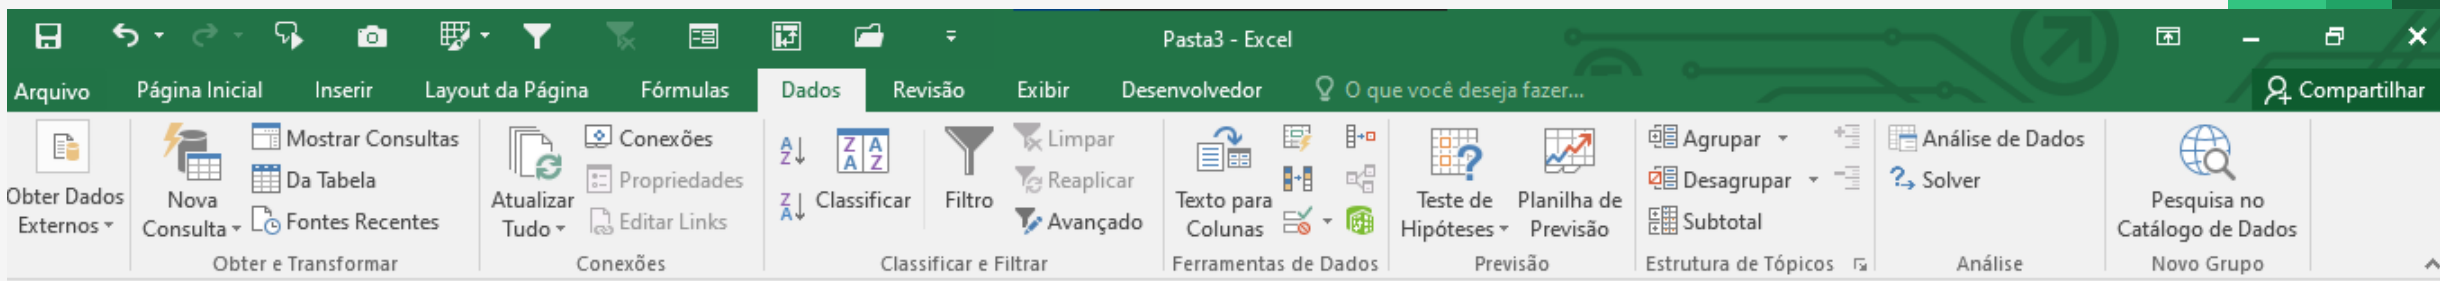 Pasta3 - Excel
Arquivo Página Inicial Inserir Layout da Página Fórmulas Dados Revisão Exibir Desenvolvedor O que você deseja fazer... Compartilhar
Obter Dados Externos
Nova Consulta
Mostrar Consultas
Da Tabela
Fontes Recentes
Obter e Transformar
Atualizar Tudo
Conexões
Propriedades
Editar Links
Conexões
Classificar
Filtro
Limpar
Reaplicar
Avançado
Classificar e Filtrar
Texto para Colunas
Ferramentas de Dados
Teste de Hipóteses
Planilha de Previsão
Previsão
Agrupar
Desagrupar
Subtotal
Estrutura de Tópicos
Análise de Dados
Solver
Análise
Pesquisa no Catálogo de Dados
Novo Grupo